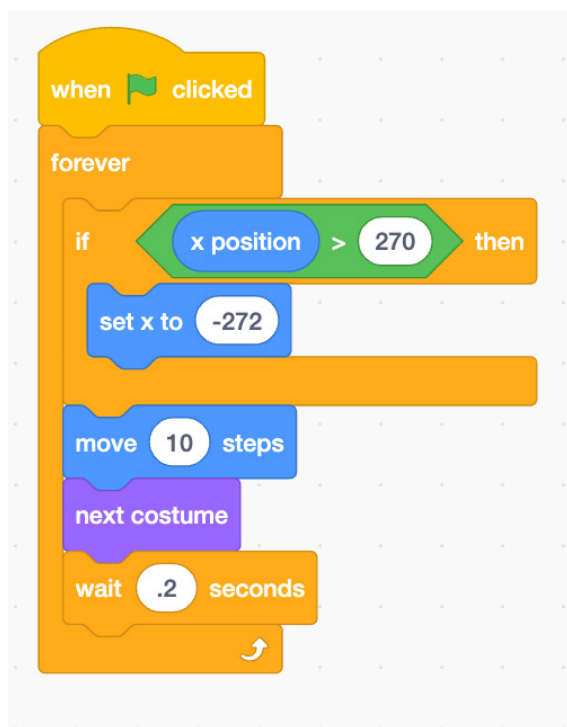 when clicked
forever
if x position > 270 then
set x to -272
move 10 steps
next costume
wait .2 seconds